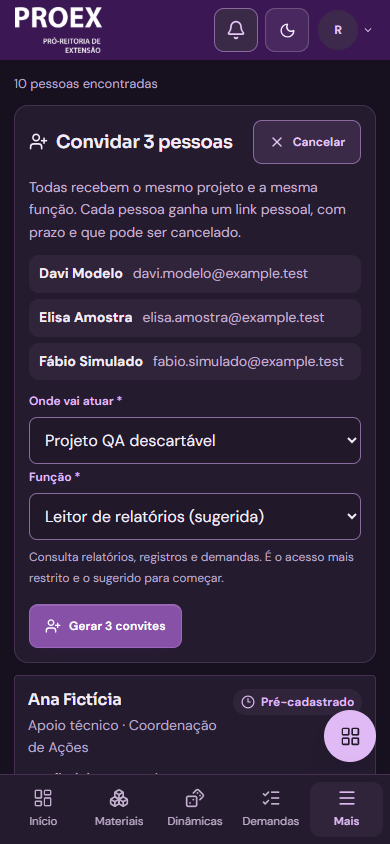 PROEX
PRÓ-REITORIA DE
EXTENSÃO
R
10 pessoas encontradas
Convidar 3 pessoas
Cancelar
Todas recebem o mesmo projeto e a mesma
função. Cada pessoa ganha um link pessoal, com
prazo e que pode ser cancelado.
Davi Modelo davi.modelo@example.test
Elisa Amostra elisa.amostra@example.test
Fábio Simulado fabio.simulado@example.test
Onde vai atuar *
Projeto QA descartável
Função *
Leitor de relatórios (sugerida)
Consulta relatórios, registros e demandas. É o acesso mais
restrito e o sugerido para começar.
Gerar 3 convites
Ana Fictícia
Pré-cadastrado
Apoio técnico · Coordenação
de Ações
Início
Materiais
Dinâmicas
Demandas
Mais